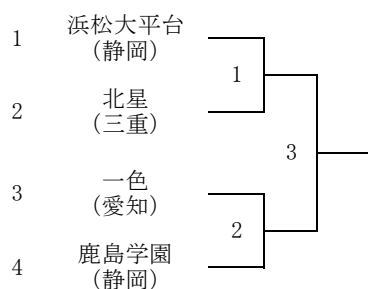 1 浜松大平台
(静岡)
1
2 北星
(三重)
3
3 一色
(愛知)
2
4 鹿島学園
(静岡)